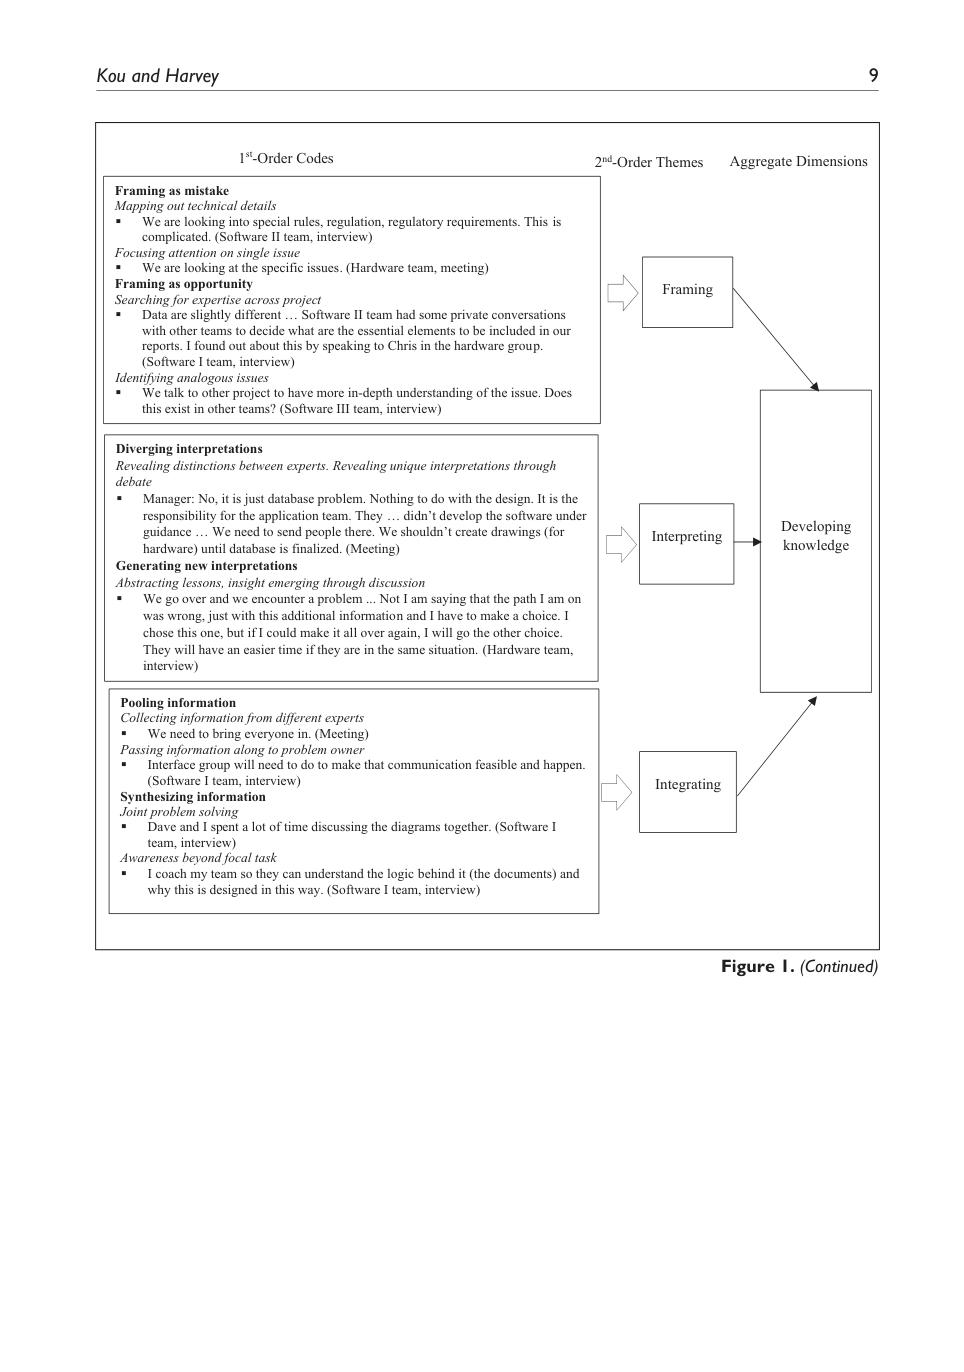 Kou and Harvey 9
1st-Order Codes
2nd-Order Themes
Aggregate Dimensions
Framing as mistake
Mapping out technical details
▪ We are looking into special rules, regulation, regulatory requirements. This is
complicated. (Software II team, interview)
Focusing attention on single issue
▪ We are looking at the specific issues. (Hardware team, meeting)
Framing as opportunity
Searching for expertise across project
▪ Data are slightly different … Software II team had some private conversations
with other teams to decide what are the essential elements to be included in our
reports. I found out about this by speaking to Chris in the hardware group.
(Software I team, interview)
Identifying analogous issues
▪ We talk to other project to have more in-depth understanding of the issue. Does
this exist in other teams? (Software III team, interview)
Framing
Diverging interpretations
Revealing distinctions between experts. Revealing unique interpretations through
debate
▪ Manager: No, it is just database problem. Nothing to do with the design. It is the
responsibility for the application team. They … didn’t develop the software under
guidance … We need to send people there. We shouldn’t create drawings (for
hardware) until database is finalized. (Meeting)
Generating new interpretations
Abstracting lessons, insight emerging through discussion
▪ We go over and we encounter a problem ... Not I am saying that the path I am on
was wrong, just with this additional information and I have to make a choice. I
chose this one, but if I could make it all over again, I will go the other choice.
They will have an easier time if they are in the same situation. (Hardware team,
interview)
Interpreting
Developing
knowledge
Pooling information
Collecting information from different experts
▪ We need to bring everyone in. (Meeting)
Passing information along to problem owner
▪ Interface group will need to do to make that communication feasible and happen.
(Software I team, interview)
Synthesizing information
Joint problem solving
▪ Dave and I spent a lot of time discussing the diagrams together. (Software I
team, interview)
Awareness beyond focal task
▪ I coach my team so they can understand the logic behind it (the documents) and
why this is designed in this way. (Software I team, interview)
Integrating
Figure 1. (Continued)